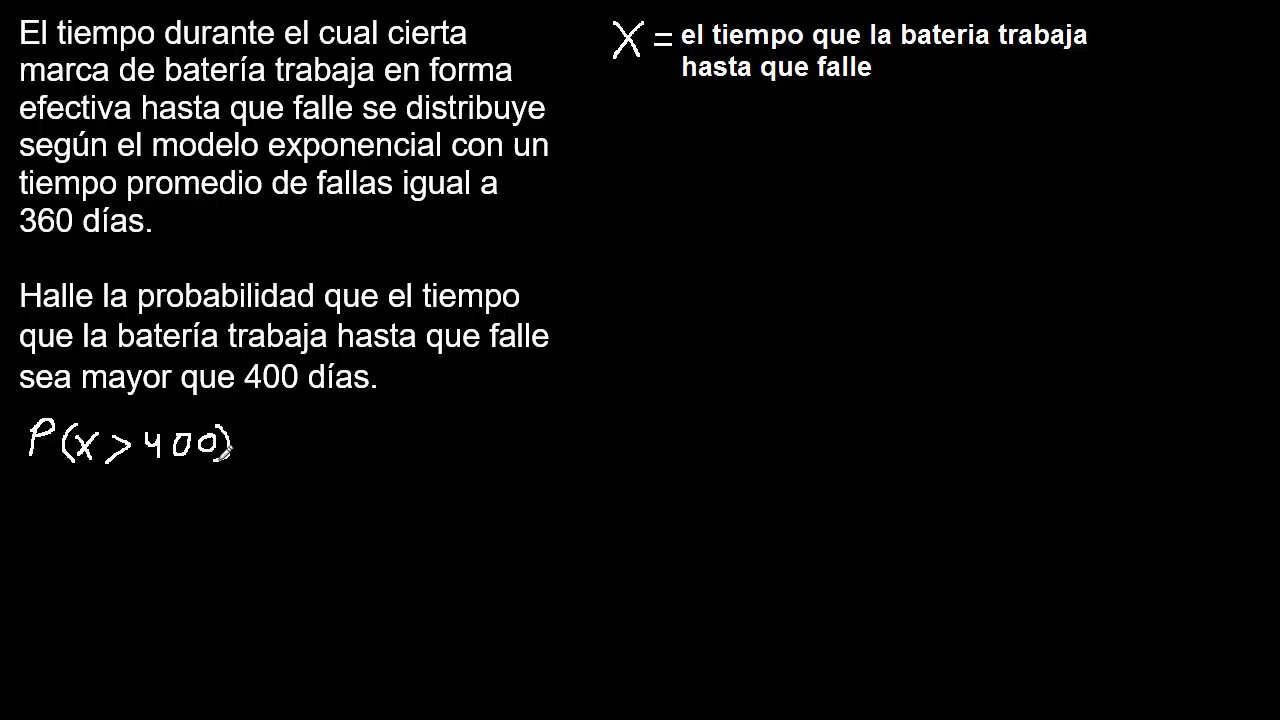 El tiempo durante el cual cierta
marca de batería trabaja en forma
efectiva hasta que falle se distribuye
según el modelo exponencial con un
tiempo promedio de fallas igual a
360 días.
Halle la probabilidad que el tiempo
que la batería trabaja hasta que falle
sea mayor que 400 días.
P(x > 400)
X = el tiempo que la bateria trabaja
hasta que falle